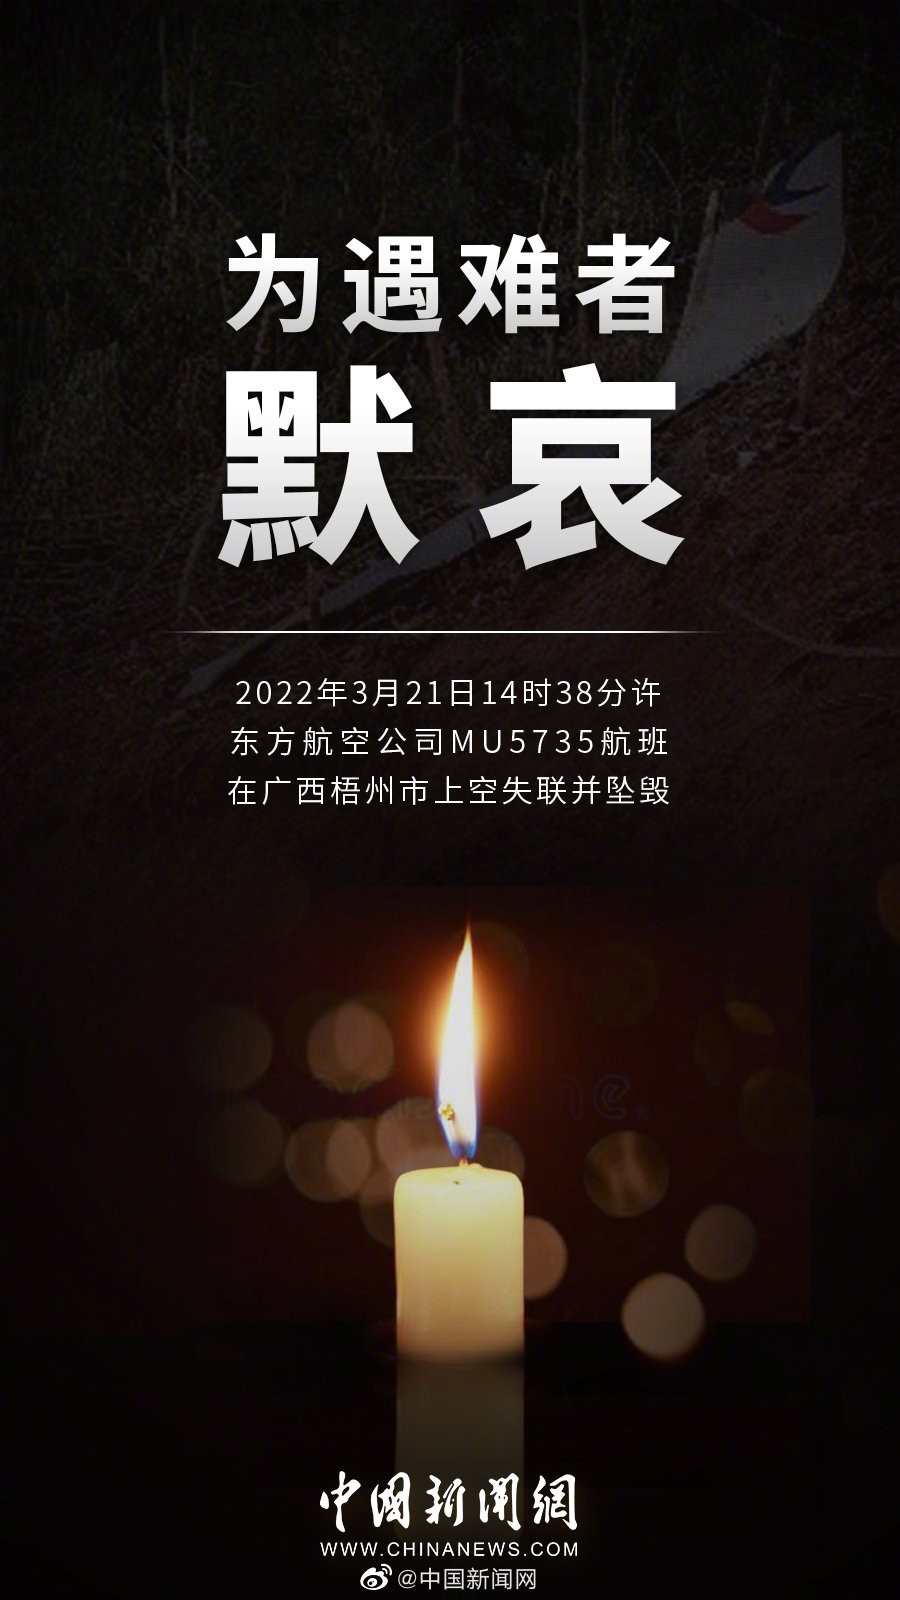 为遇难者
默哀
2022年3月21日14时38分许
东方航空公司MU5735航班
在广西梧州市上空失联并坠毁
中国新闻網
WWW.CHINANEWS.COM
@中国新闻网